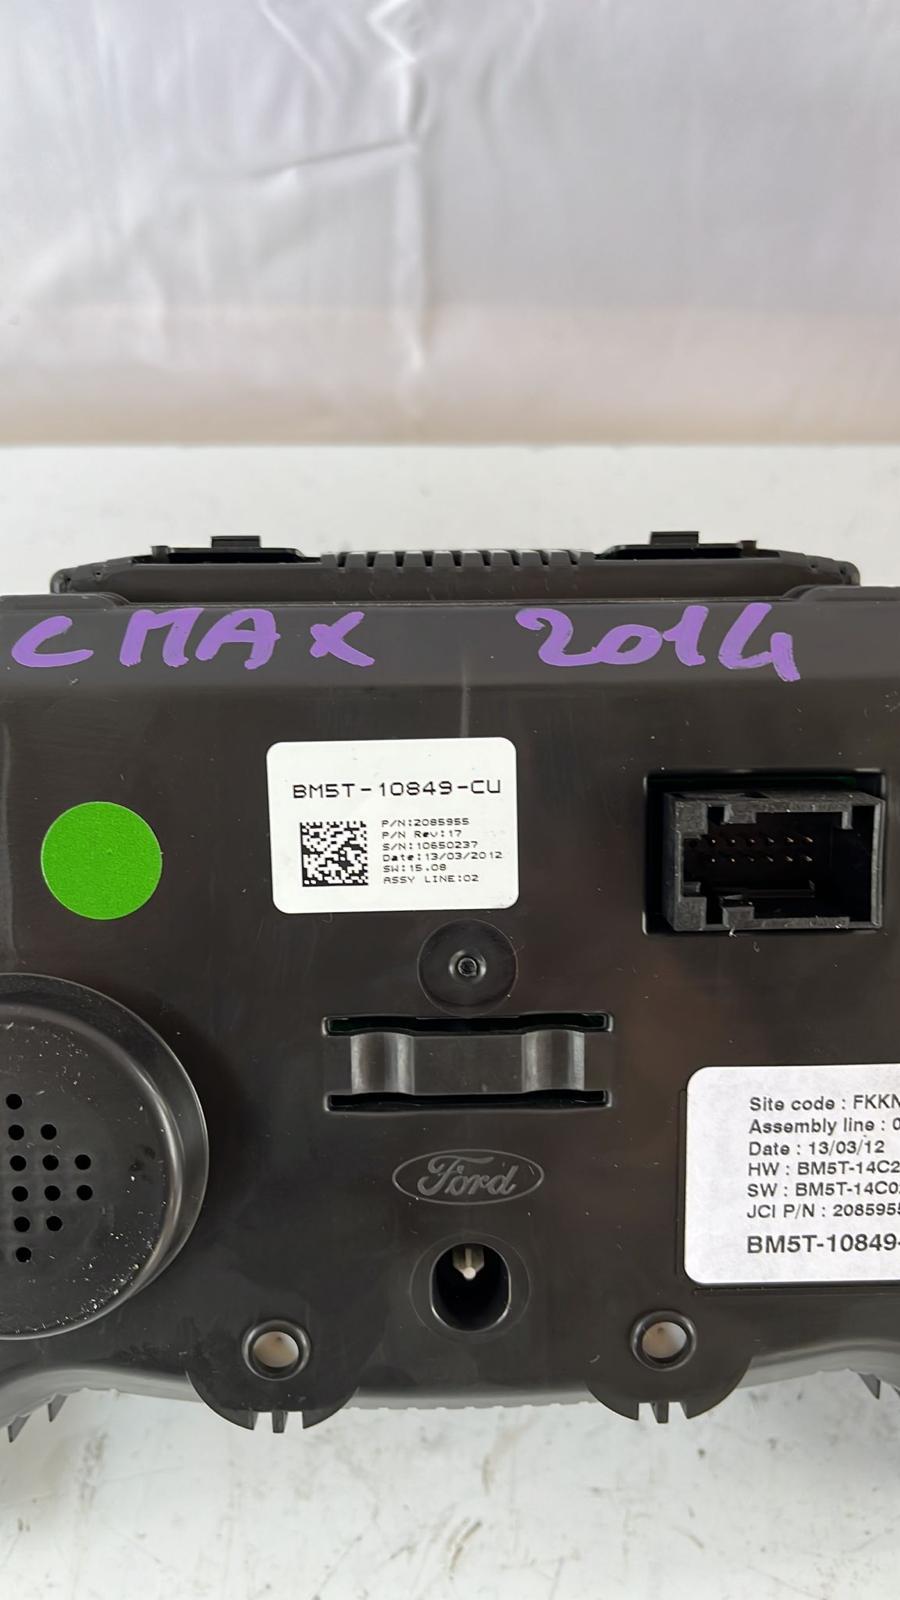 CMAX 2014
BM5T-10849-CU
P/N:2085955
P/N Rev:17
S/N:10650237
Date:13/03/2012
SW:15.08
ASSY LINE:02
Site code : FKKN
Assembly line : 0
Date : 13/03/12
HW : BM5T-14C2
SW : BM5T-14C0
JCI P/N : 2085955
BM5T-10849-
Ford